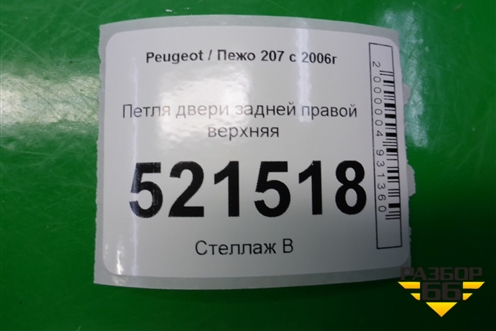 Peugeot / Пежо 207 с 2006г
Петля двери задней правой
верхняя
521518
Стеллаж В
2000004931360
РАЗБОР
66